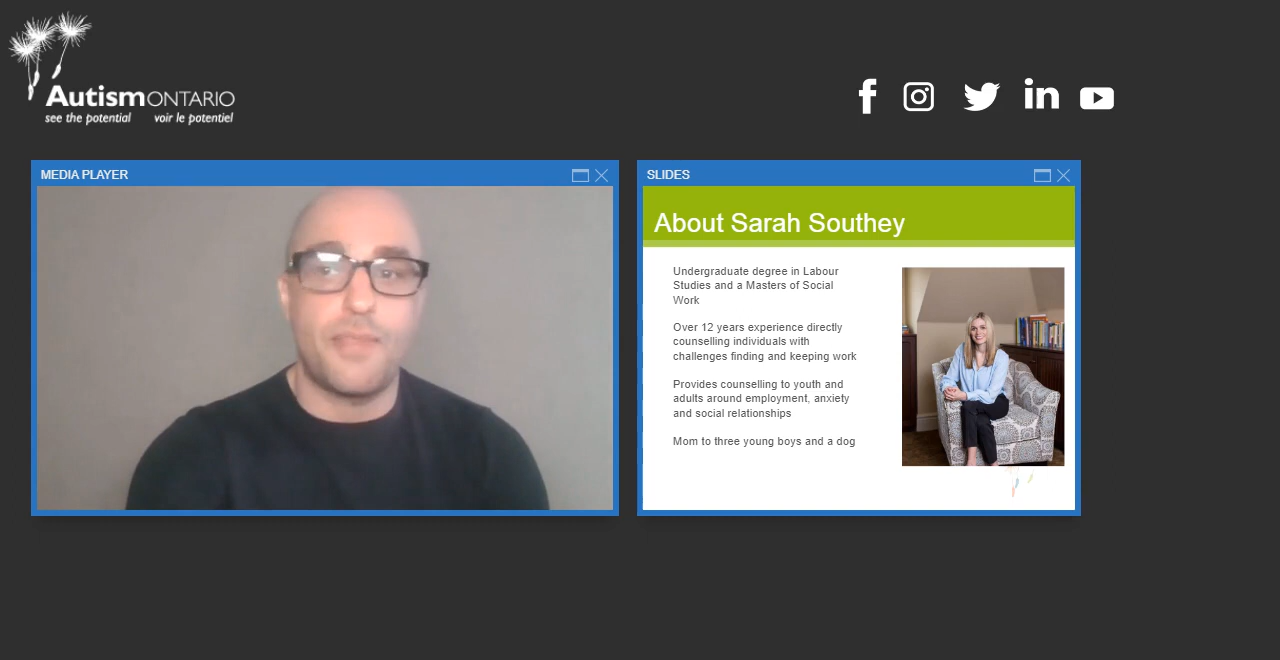 Autism ONTARIO
see the potential voir le potentiel
MEDIA PLAYER
SLIDES
About Sarah Southey
Undergraduate degree in Labour
Studies and a Masters of Social
Work
Over 12 years experience directly
counselling individuals with
challenges finding and keeping work
Provides counselling to youth and
adults around employment, anxiety
and social relationships
Mom to three young boys and a dog